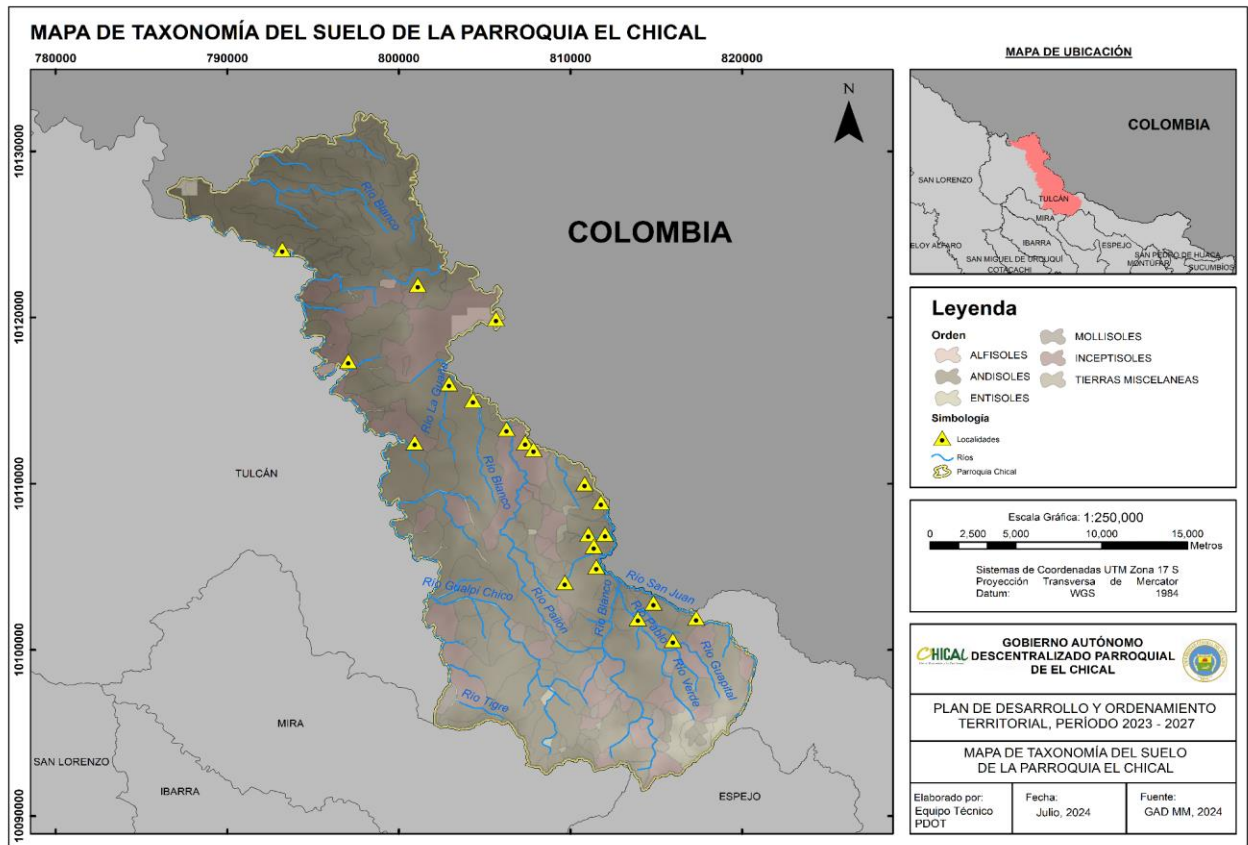 MAPA DE TAXONOMÍA DEL SUELO DE LA PARROQUIA EL CHICAL
780000
790000
800000
810000
820000
10130000
10120000
10110000
10100000
10090000
N
COLOMBIA
Río Blanco
Río La Guaña
Río Blanco
TULCÁN
Río Gualpí Chico
Río Pailón
Río Blanco
Río San Juan
Río Pablo
Río Verde
Río Guapital
Río Tigre
MIRA
SAN LORENZO
IBARRA
ESPEJO
MAPA DE UBICACIÓN
COLOMBIA
SAN LORENZO
TULCÁN
MIRA
ELOY ALFARO
IBARRA
ESPEJO
SAN MIGUEL DE URCUQUÍ
SAN PEDRO DE HUACA
MONTÚFAR
COTACACHI
SUCUMBÍOS
Leyenda
Orden
ALFISOLES
ANDISOLES
ENTISOLES
MOLLISOLES
INCEPTISOLES
TIERRAS MISCELANEAS
Simbología
Localidades
Ríos
Parroquia Chical
Escala Gráfica: 1:250,000
0 2,500 5,000 10,000 15,000
Metros
Sistemas de Coordenadas UTM Zona 17 S
Proyección Transversa de Mercator
Datum: WGS 1984
CHICAL
GOBIERNO AUTÓNOMO
DESCENTRALIZADO PARROQUIAL
DE EL CHICAL
PLAN DE DESARROLLO Y ORDENAMIENTO
TERRITORIAL, PERÍODO 2023 - 2027
MAPA DE TAXONOMÍA DEL SUELO
DE LA PARROQUIA EL CHICAL
Elaborado por:
Equipo Técnico
PDOT
Fecha:
Julio, 2024
Fuente:
GAD MM, 2024